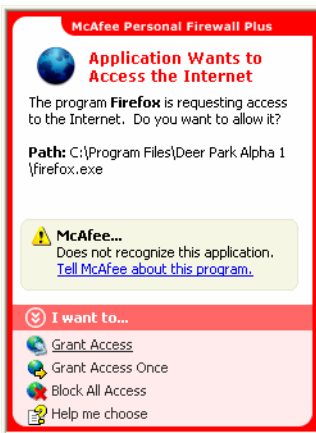 McAfee Personal Firewall Plus
Application Wants to
Access the Internet
The program Firefox is requesting access
to the Internet. Do you want to allow it?
Path: C:\Program Files\Deer Park Alpha 1
\firefox.exe
McAfee...
Does not recognize this application.
Tell McAfee about this program.
I want to...
Grant Access
Grant Access Once
Block All Access
Help me choose